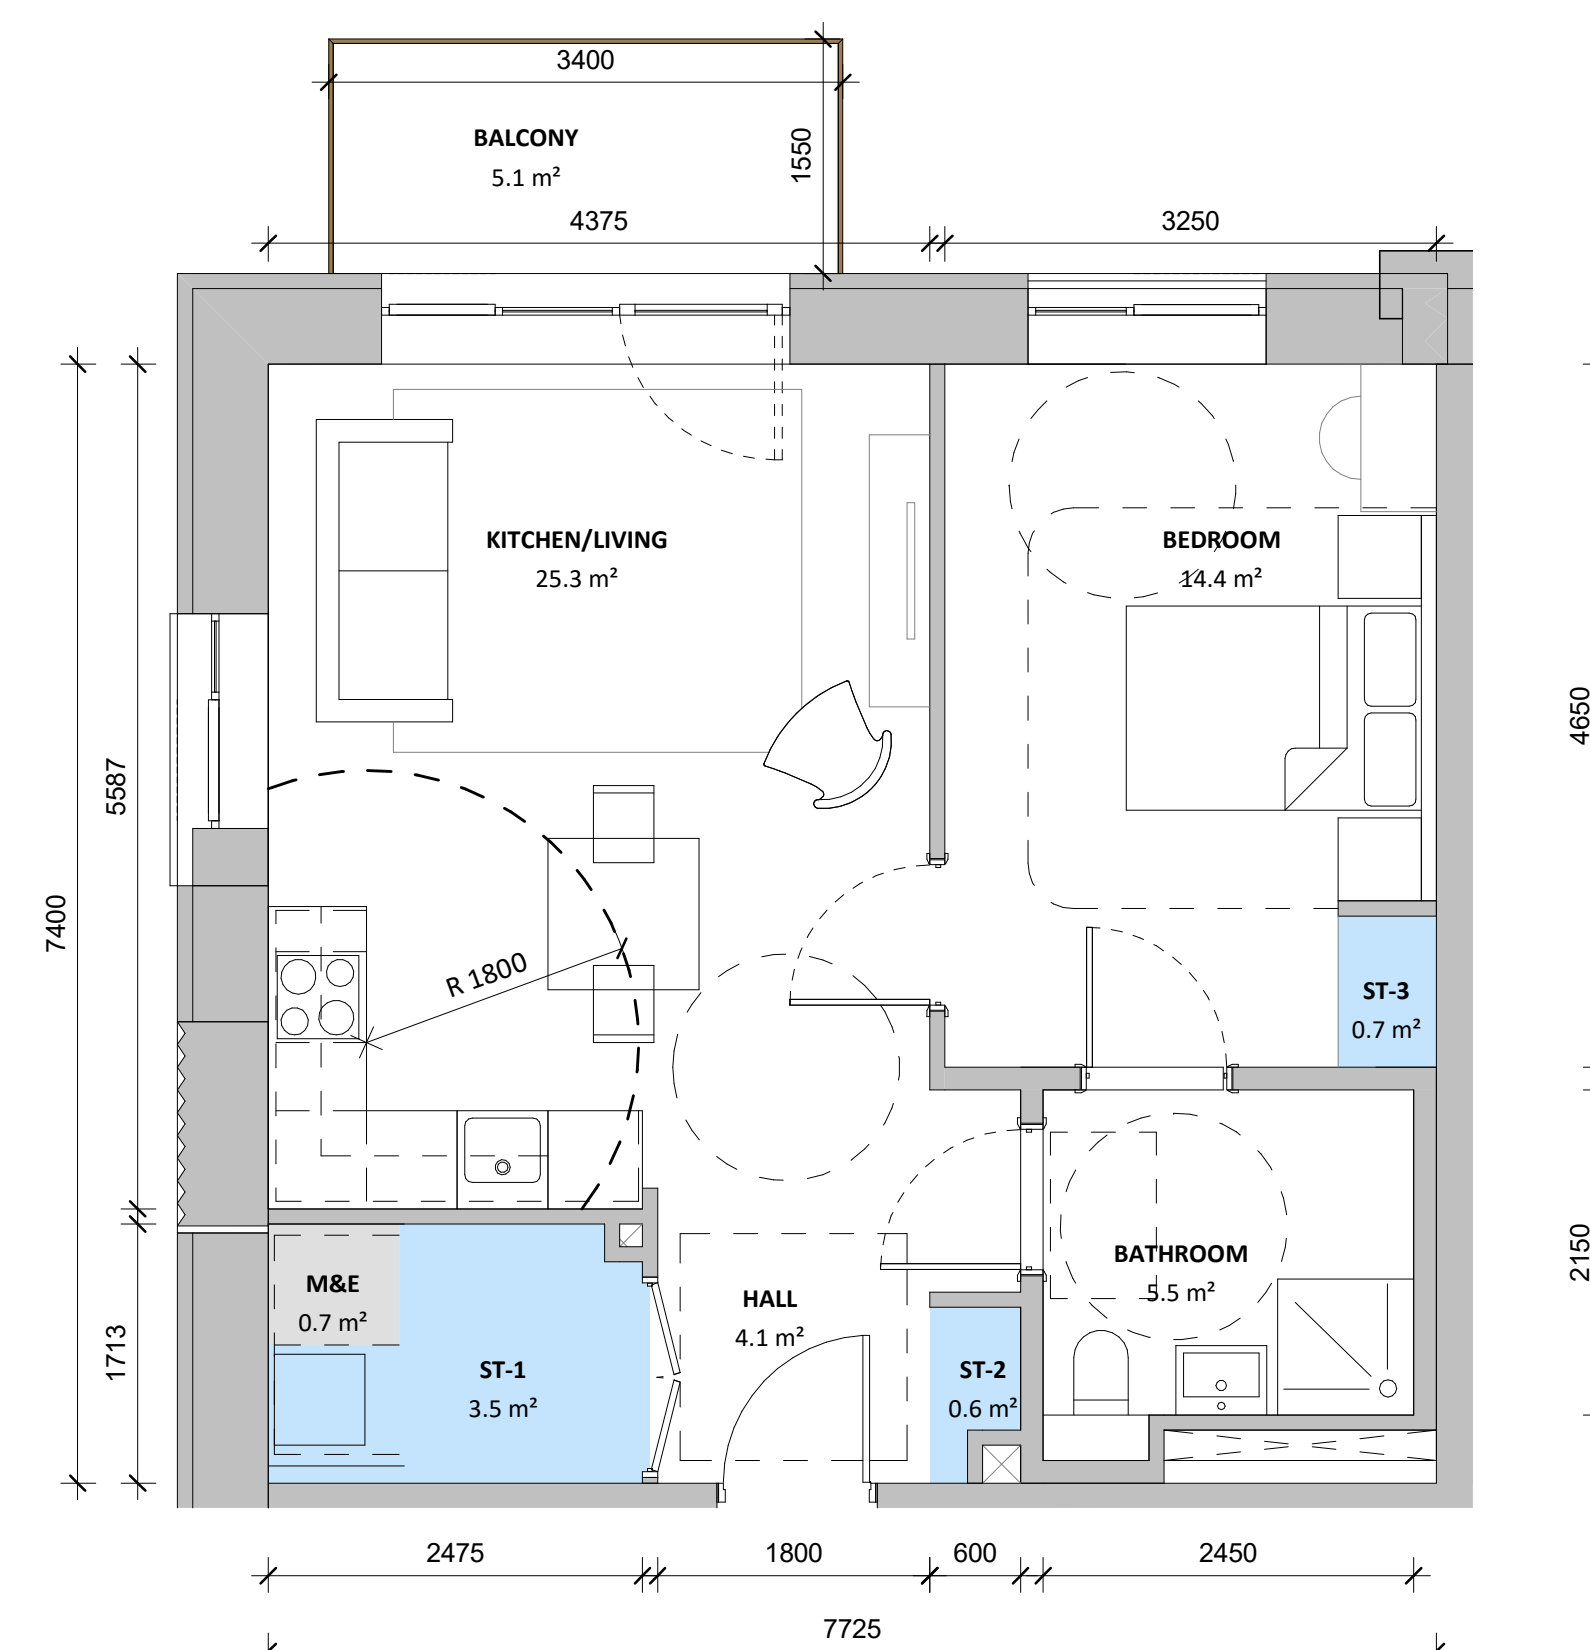 3400
BALCONY
5.1 m²
1550
4375
3250
KITCHEN/LIVING
25.3 m²
BEDROOM
14.4 m²
4650
5587
7400
R 1800
ST-3
0.7 m²
2150
BATHROOM
5.5 m²
M&E
0.7 m²
HALL
4.1 m²
1713
ST-1
3.5 m²
ST-2
0.6 m²
2475
1800
600
2450
7725